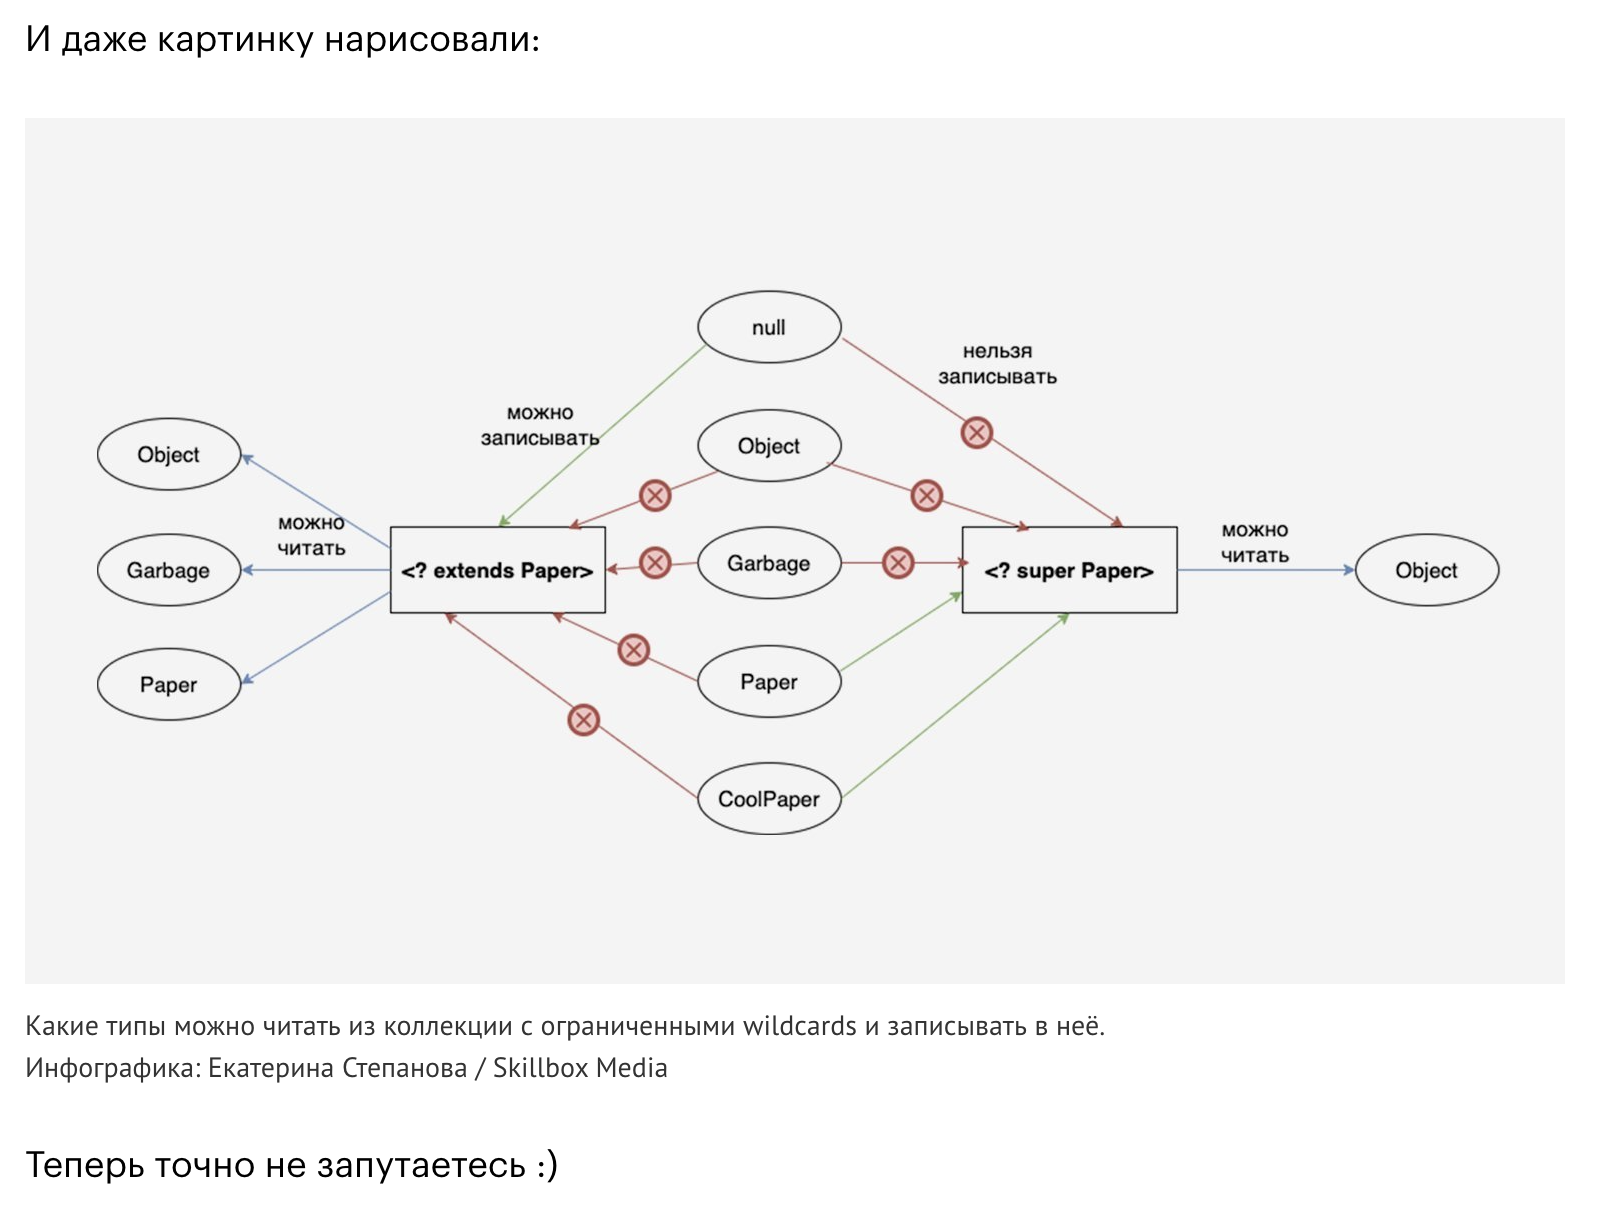 И даже картинку нарисовали:
null
нельзя
записывать
можно
записывать
Object
Object
можно
читать
можно
читать
Garbage
<? extends Paper>
Garbage
<? super Paper>
Object
Paper
Paper
CoolPaper
Какие типы можно читать из коллекции с ограниченными wildcards и записывать в неё.
Инфографика: Екатерина Степанова / Skillbox Media
Теперь точно не запутаетесь :)